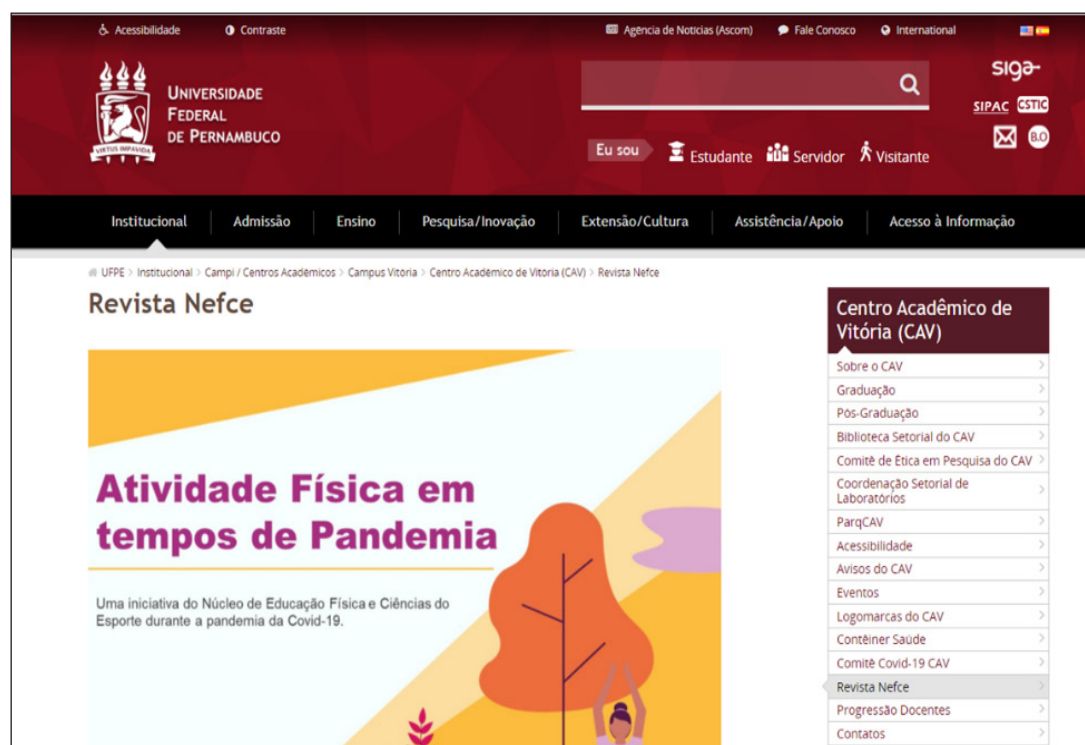 Acessibilidade
Contraste
Agência de Notícias (Ascom)
Fale Conosco
International
UNIVERSIDADE
FEDERAL
DE PERNAMBUCO
VIRTUS IMPAVIDA
siga
SIPAC
CSTIC
B.O
Eu sou
Estudante
Servidor
Visitante
Institucional
Admissão
Ensino
Pesquisa/Inovação
Extensão/Cultura
Assistência/Apoio
Acesso à Informação
UFPE > Institucional > Campi / Centros Acadêmicos > Campus Vitória > Centro Acadêmico de Vitória (CAV) > Revista Nefce
Revista Nefce
Atividade Física em
tempos de Pandemia
Uma iniciativa do Núcleo de Educação Física e Ciências do
Esporte durante a pandemia da Covid-19.
Centro Acadêmico de
Vitória (CAV)
Sobre o CAV
Graduação
Pós-Graduação
Biblioteca Setorial do CAV
Comitê de Ética em Pesquisa do CAV
Coordenação Setorial de
Laboratórios
ParqCAV
Acessibilidade
Avisos do CAV
Eventos
Logomarcas do CAV
Contêiner Saúde
Comitê Covid-19 CAV
Revista Nefce
Progressão Docentes
Contatos